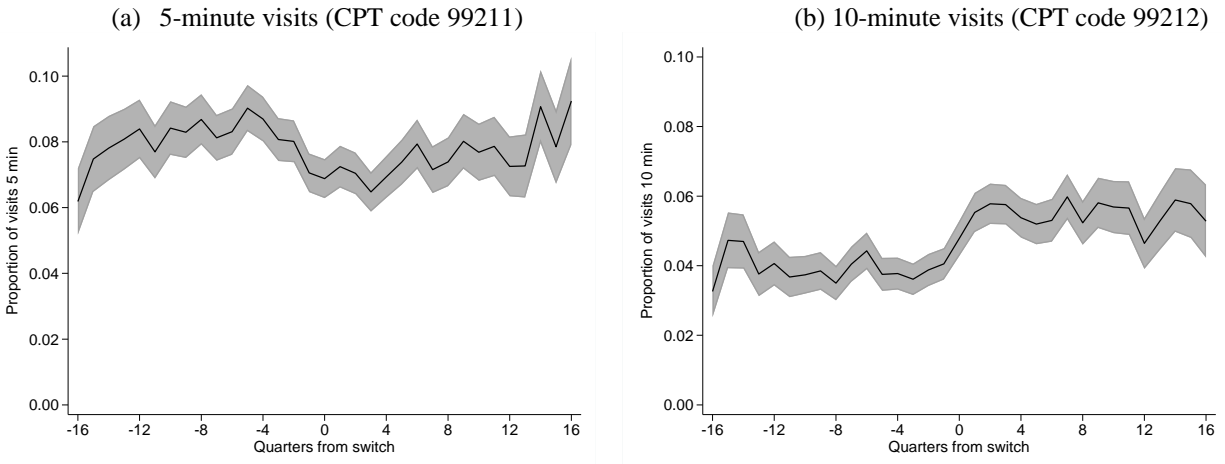 (a) 5-minute visits (CPT code 99211)
Proportion of visits 5 min
0.10
0.08
0.06
0.04
0.02
0.00
-16 -12 -8 -4 0 4 8 12 16
Quarters from switch
(b) 10-minute visits (CPT code 99212)
Proportion of visits 10 min
0.10
0.08
0.06
0.04
0.02
0.00
-16 -12 -8 -4 0 4 8 12 16
Quarters from switch